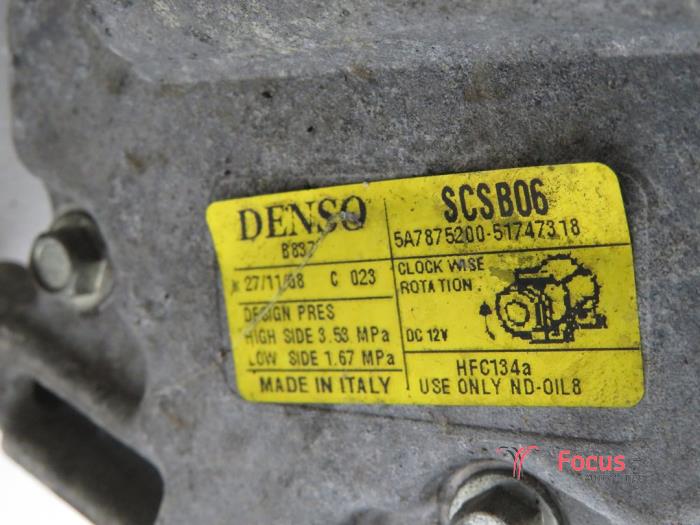 DENSO
B837
27/11/08 C 023
DESIGN PRES
HIGH SIDE 3.53 MPa
LOW SIDE 1.67 MPa
MADE IN ITALY
SCSB06
5A7875200-51747318
CLOCK WISE
ROTATION
DC 12V
HFC134a
USE ONLY ND-OIL8
Focus